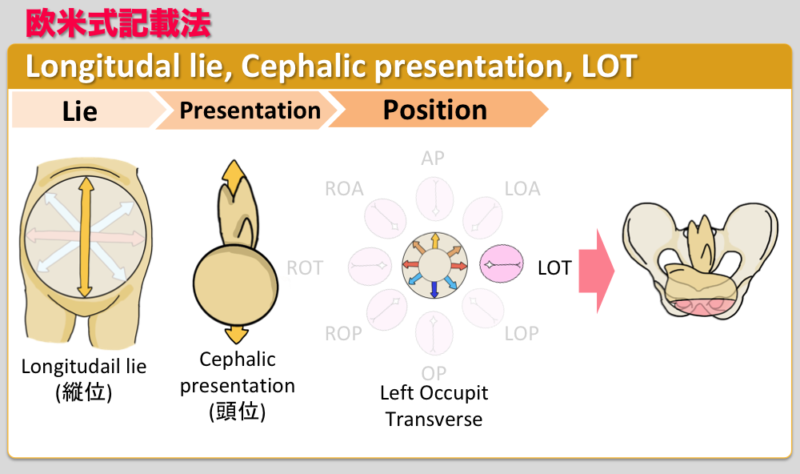 欧米式記載法
Longitudal lie, Cephalic presentation, LOT
Lie
Presentation
Position
AP
ROA
LOA
ROT
LOT
ROP
LOP
OP
Longitudail lie
(縦位)
Cephalic
presentation
(頭位)
Left Occupit
Transverse